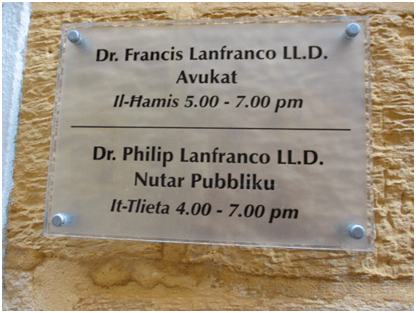 Dr. Francis Lanfranco LL.D.
Avukat
Il-Ħamis 5.00 - 7.00 pm
Dr. Philip Lanfranco LL.D.
Nutar Pubbliku
It-Tlieta 4.00 - 7.00 pm